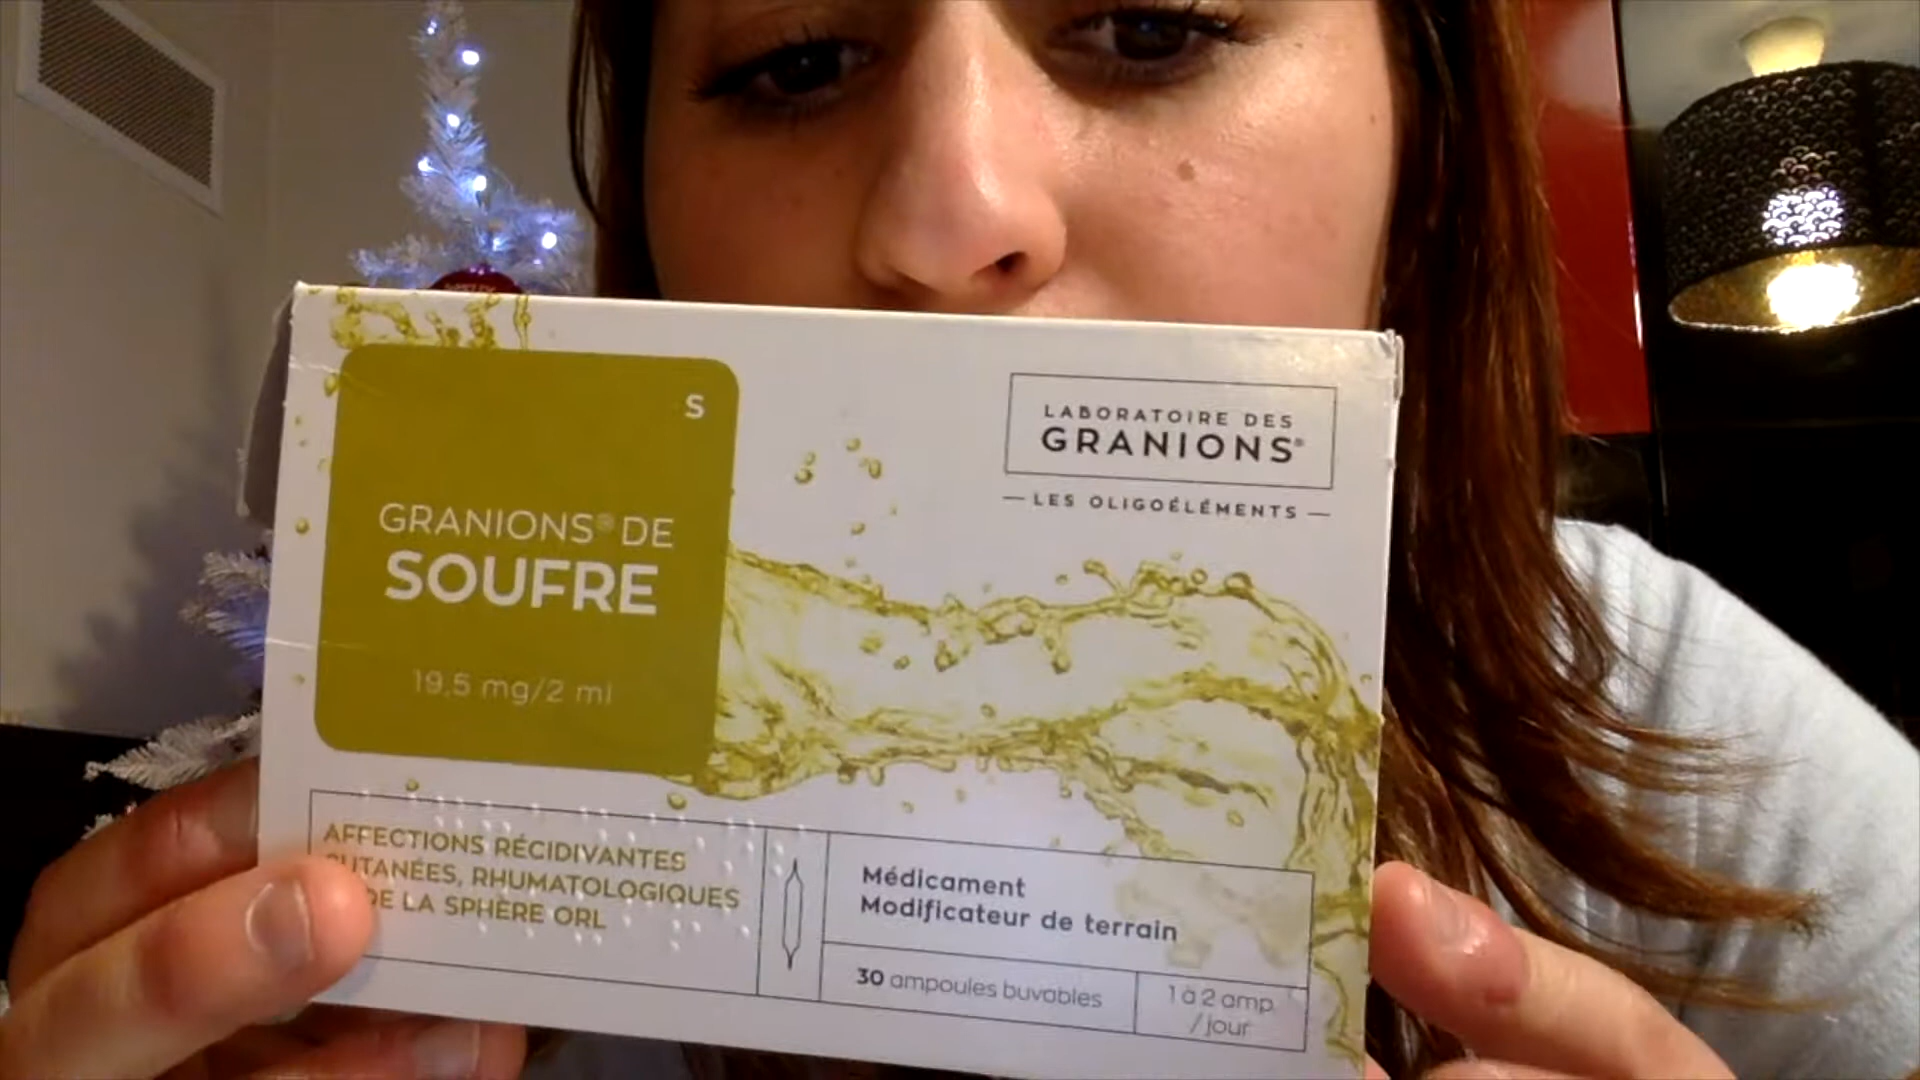 S
GRANIONS® DE
SOUFRE
19,5 mg/2 ml
LABORATOIRE DES
GRANIONS®
LES OLIGOÉLÉMENTS
AFFECTIONS RÉCIDIVANTES
UTANÉES, RHUMATOLOGIQUES
DE LA SPHÈRE ORL
Médicament
Modificateur de terrain
30 ampoules buvables
1 à 2 amp.
/jour